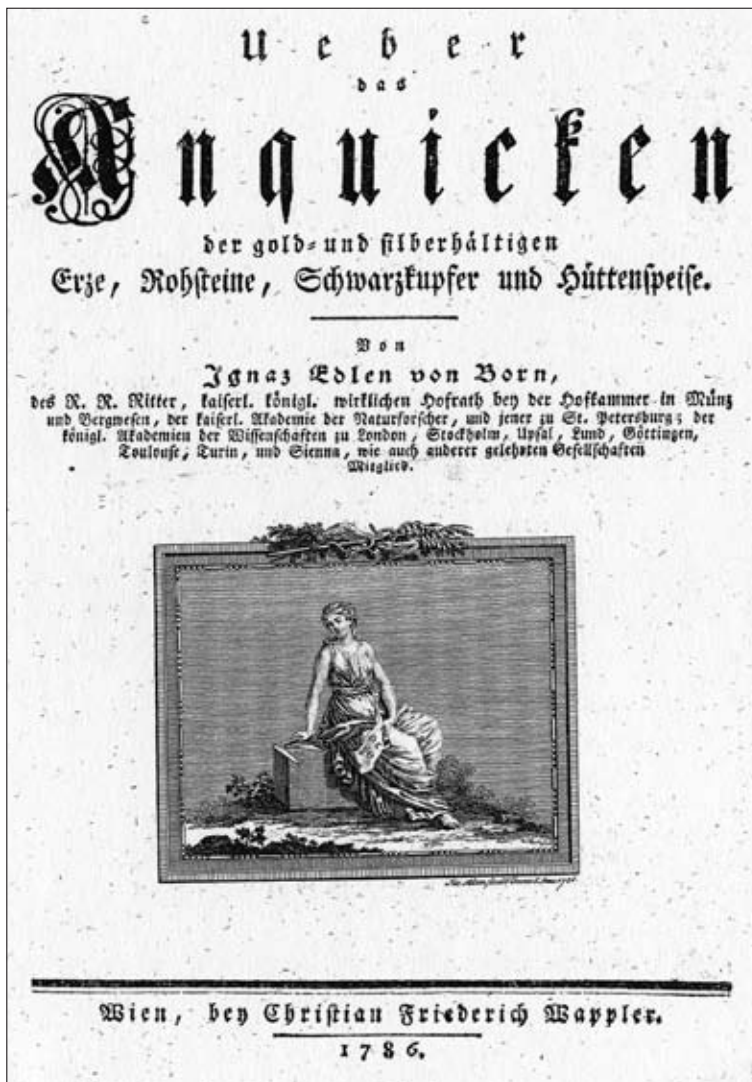 Ueber
das
Anquicken
der gold- und silberhältigen
Erze, Rohsteine, Schwarzkupfer und Hüttenspeise.
Von
Ignaz Edlen von Born,
des R. R. Ritter, kaiserl. königl. wirklichen Hofrath bey der Hofkammer in Münz
und Bergwesen, der kaiserl. Akademie der Naturforscher, und jener zu St. Petersburg; der
königl. Akademien der Wissenschaften zu London, Stockholm, Upsal, Lund, Göttingen,
Toulouse, Turin, und Sienna, wie auch anderer gelehrten Gesellschaften
Mitglied.
Wien, bey Christian Friederich Wappler.
1786.